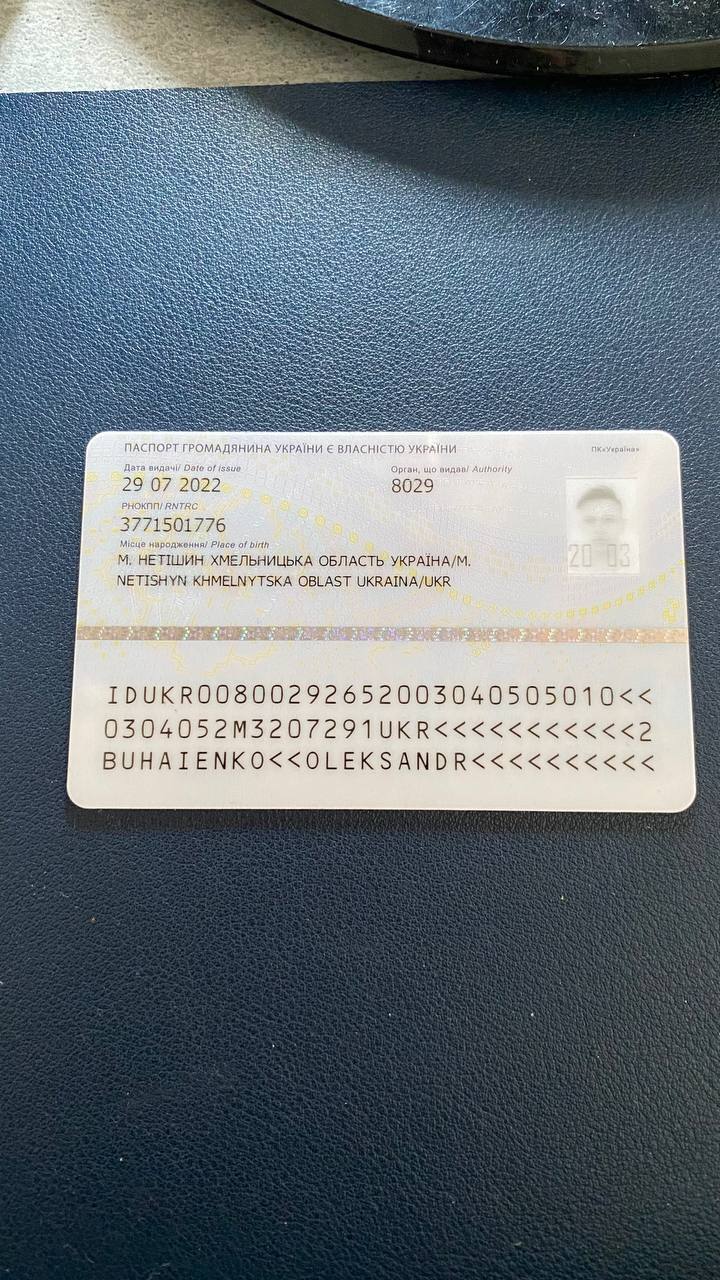 ПАСПОРТ ГРОМАДЯНИНА УКРАЇНИ Є ВЛАСНІСТЮ УКРАЇНИ
ПК«Україна»
Дата видачі/ Date of issue
29 07 2022
Орган, що видав/ Authority
8029
РНОКПП/ RNTRC
3771501776
Місце народження/ Place of birth
М. НЕТІШИН ХМЕЛЬНИЦЬКА ОБЛАСТЬ УКРАЇНА/M.
NETISHYN KHMELNYTSKA OBLAST UKRAINA/UKR
20 03
IDUKR00800292652003040505010<<
0304052M3207291UKR<<<<<<<<<<<2
BUHAIENKO<<OLEKSANDR<<<<<<<<<<